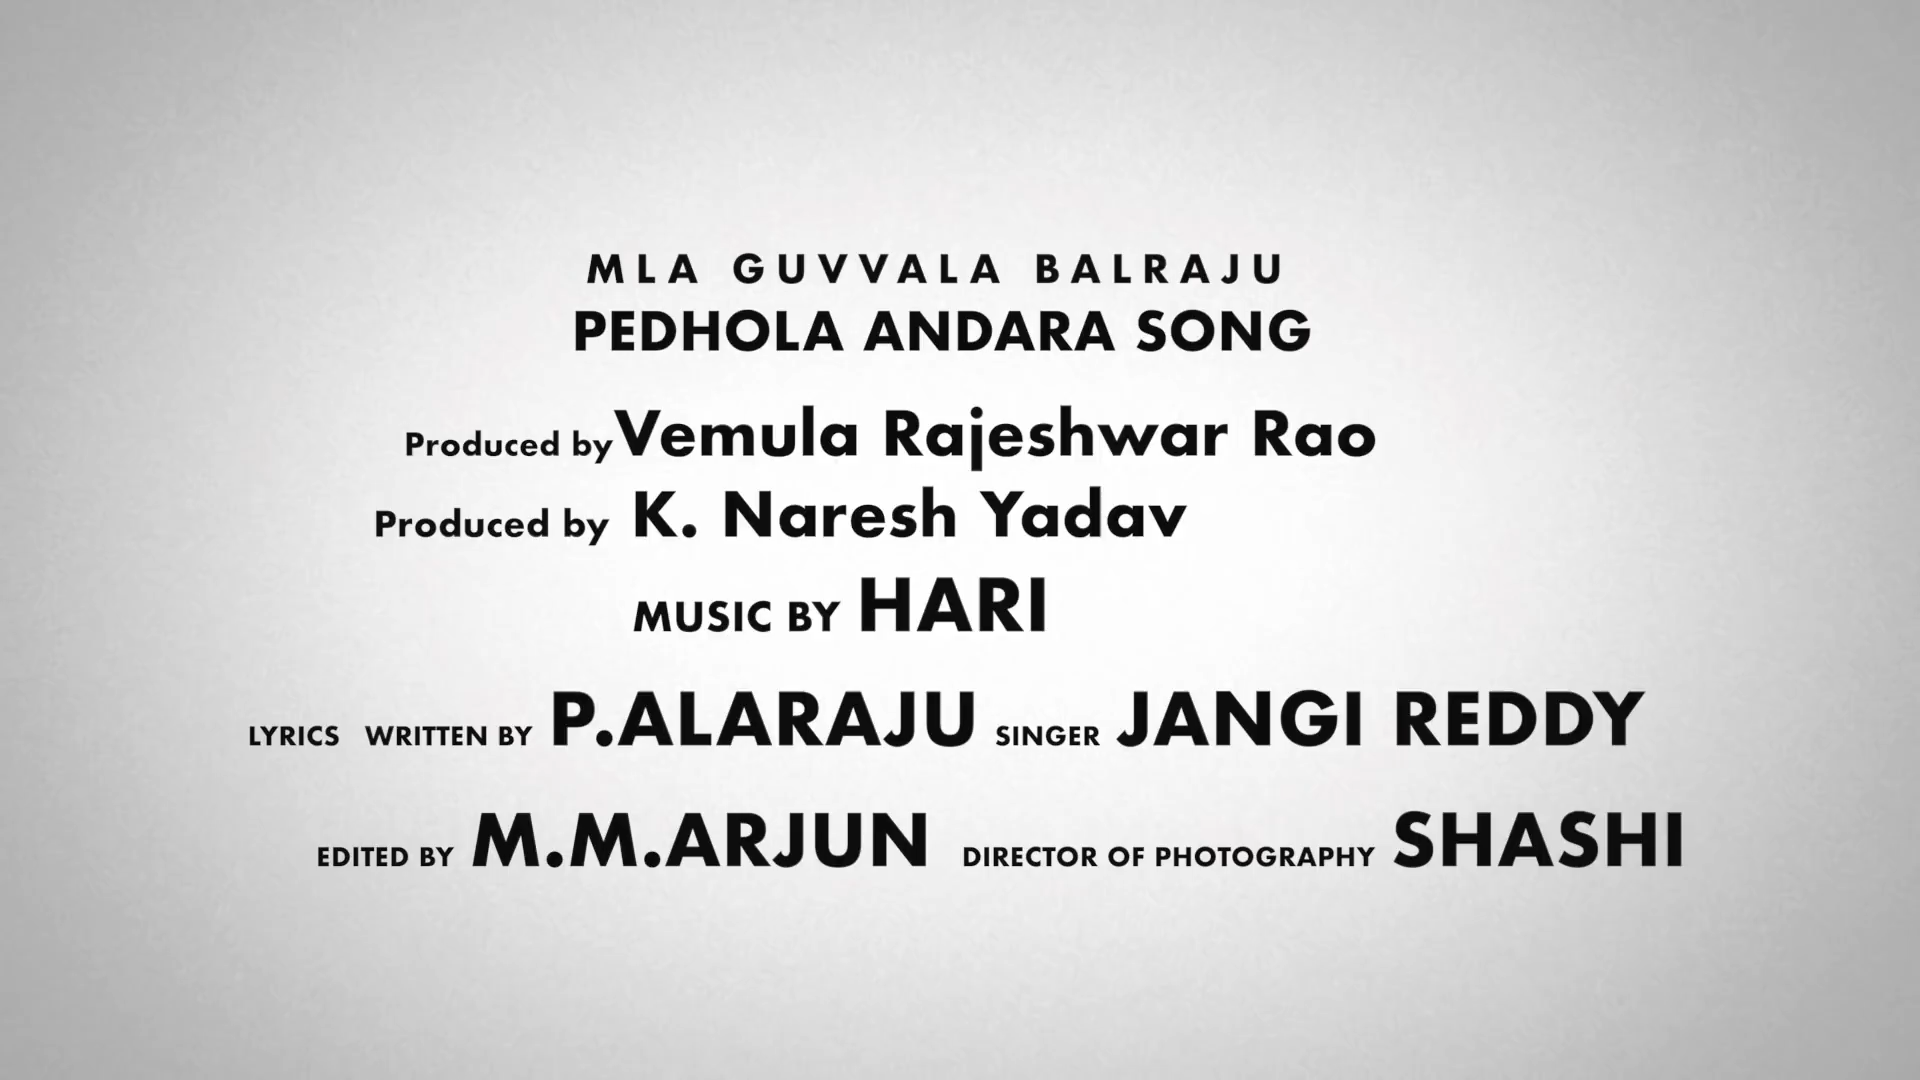 MLA GUVVALA BALRAJU
PEDHOLA ANDARA SONG
Produced by Vemula Rajeshwar Rao
Produced by K. Naresh Yadav
MUSIC BY HARI
LYRICS WRITTEN BY P.ALARAJU SINGER JANGI REDDY
EDITED BY M.M.ARJUN DIRECTOR OF PHOTOGRAPHY SHASHI